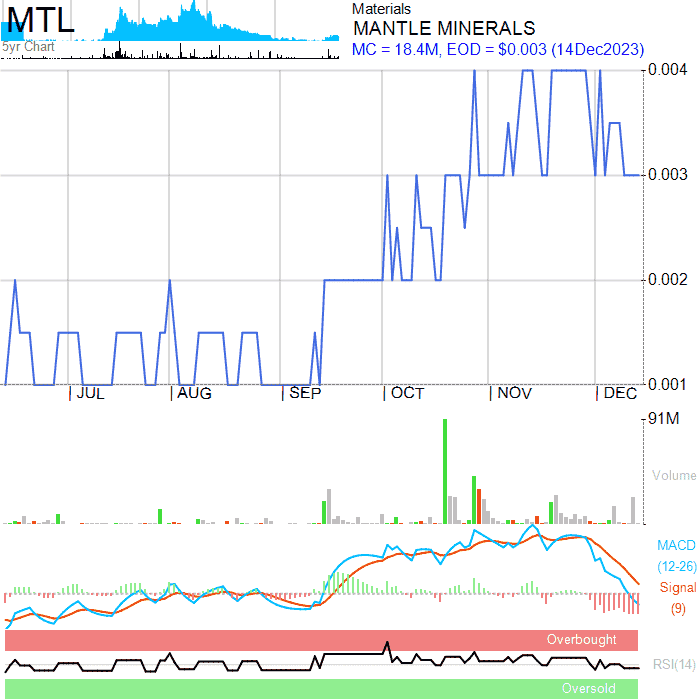 MTL
5yr Chart
Materials
MANTLE MINERALS
MC = 18.4M, EOD = $0.003 (14Dec2023)
0.004
0.003
0.002
0.001
JUL
AUG
SEP
OCT
NOV
DEC
91M
Volume
MACD
(12-26)
Signal
(9)
Overbought
RSI(14)
Oversold